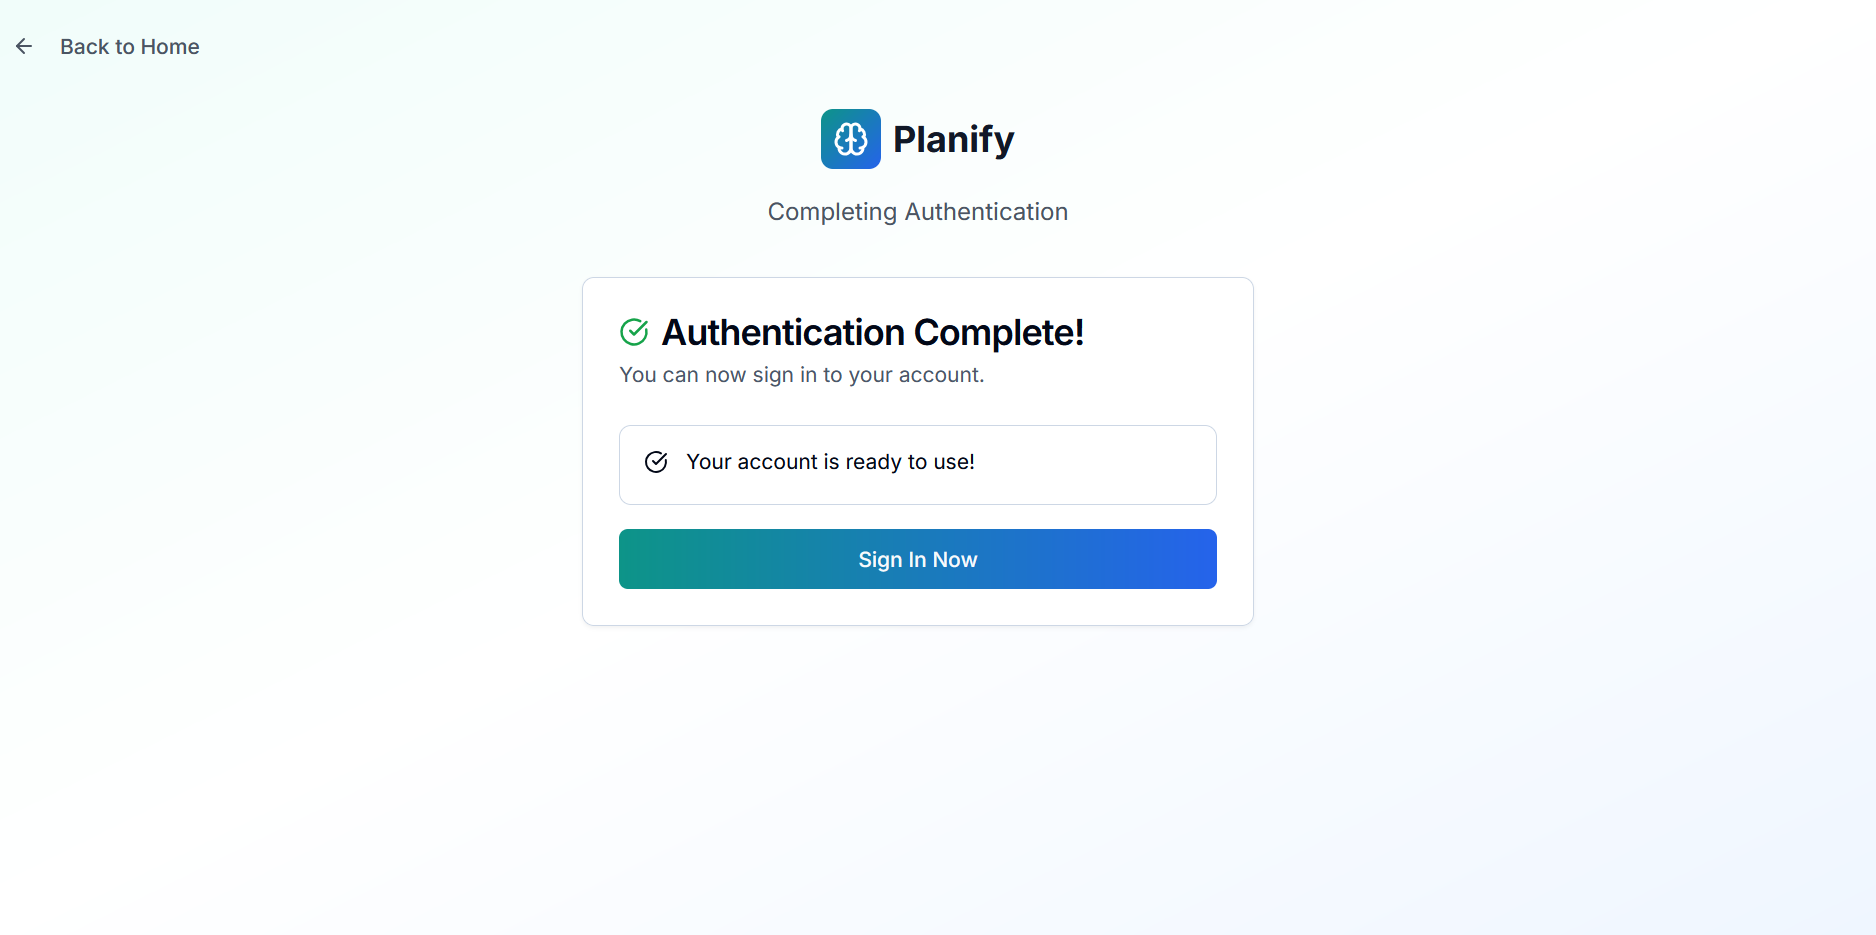 Back to Home
Planify
Completing Authentication
Authentication Complete!
You can now sign in to your account.
Your account is ready to use!
Sign In Now